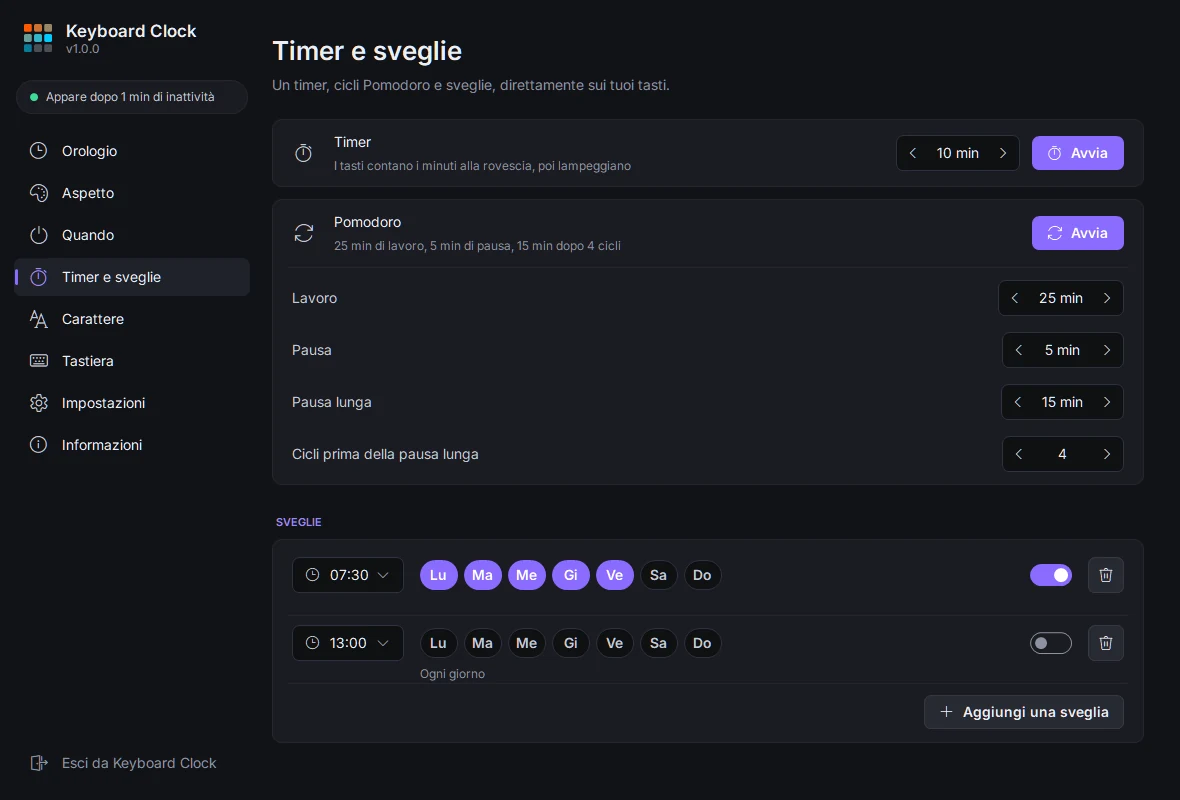 Keyboard Clock
v1.0.0
Appare dopo 1 min di inattività
Orologio
Aspetto
Quando
Timer e sveglie
Carattere
Tastiera
Impostazioni
Informazioni
Esci da Keyboard Clock
Timer e sveglie
Un timer, cicli Pomodoro e sveglie, direttamente sui tuoi tasti.
Timer
I tasti contano i minuti alla rovescia, poi lampeggiano
10 min
Avvia
Pomodoro
25 min di lavoro, 5 min di pausa, 15 min dopo 4 cicli
Avvia
Lavoro
25 min
Pausa
5 min
Pausa lunga
15 min
Cicli prima della pausa lunga
4
SVEGLIE
07:30 Lu Ma Me Gi Ve Sa Do
13:00 Lu Ma Me Gi Ve Sa Do
Ogni giorno
Aggiungi una sveglia